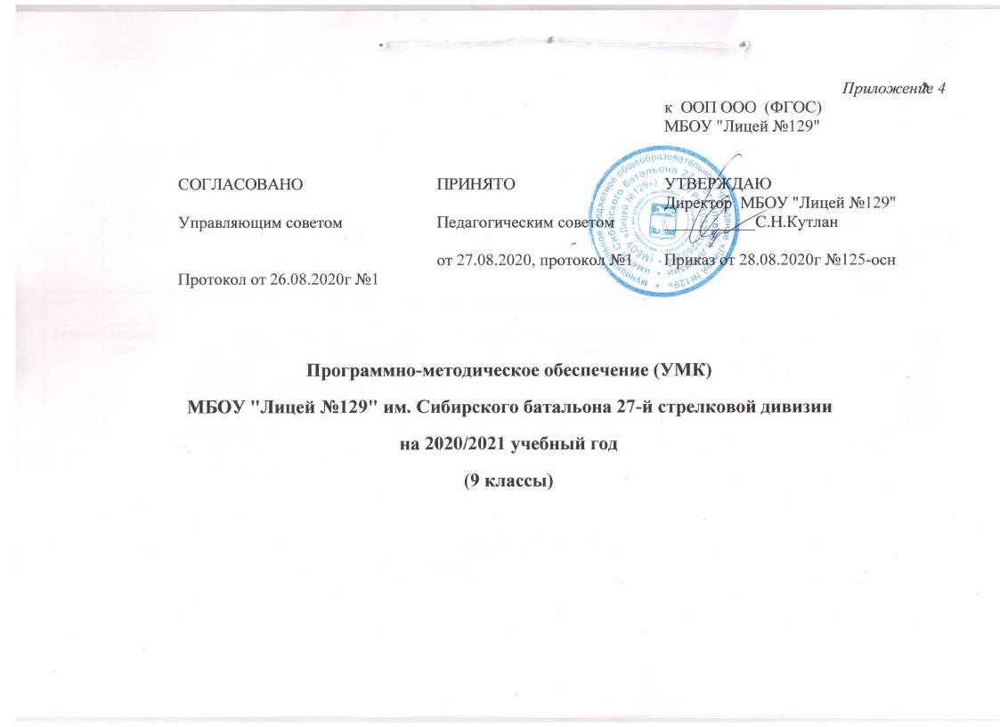 Приложение 4
к ООП ООО (ФГОС)
МБОУ "Лицей №129"
СОГЛАСОВАНО
Управляющим советом
Протокол от 26.08.2020г №1
ПРИНЯТО
Педагогическим советом
от 27.08.2020, протокол №1
УТВЕРЖДАЮ
Директор МБОУ "Лицей №129"
___________С.Н.Кутлан
Приказ от 28.08.2020г №125-осн
Программно-методическое обеспечение (УМК)
МБОУ "Лицей №129" им. Сибирского батальона 27-й стрелковой дивизии
на 2020/2021 учебный год
(9 классы)